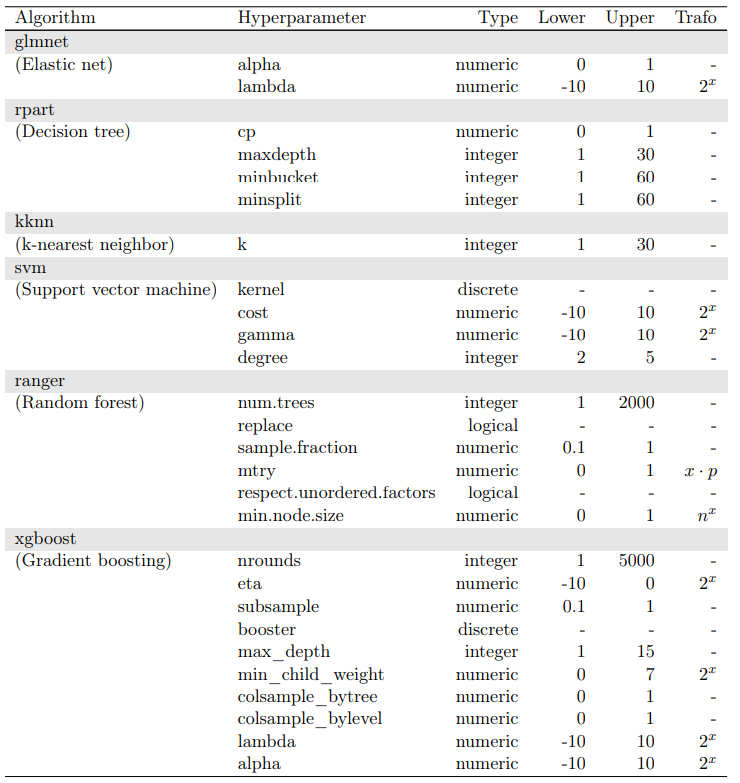 Algorithm Hyperparameter Type Lower Upper Trafo
glmnet
(Elastic net) alpha numeric 0 1 -
lambda numeric -10 10 2^x
rpart
(Decision tree) cp numeric 0 1 -
maxdepth integer 1 30 -
minbucket integer 1 60 -
minsplit integer 1 60 -
kknn
(k-nearest neighbor) k integer 1 30 -
svm
(Support vector machine) kernel discrete - - -
cost numeric -10 10 2^x
gamma numeric -10 10 2^x
degree integer 2 5 -
ranger
(Random forest) num.trees integer 1 2000 -
replace logical - - -
sample.fraction numeric 0.1 1 -
mtry numeric 0 1 x · p
respect.unordered.factors logical - - -
min.node.size numeric 0 1 n^x
xgboost
(Gradient boosting) nrounds integer 1 5000 -
eta numeric -10 0 2^x
subsample numeric 0.1 1 -
booster discrete - - -
max_depth integer 1 15 -
min_child_weight numeric 0 7 2^x
colsample_bytree numeric 0 1 -
colsample_bylevel numeric 0 1 -
lambda numeric -10 10 2^x
alpha numeric -10 10 2^x